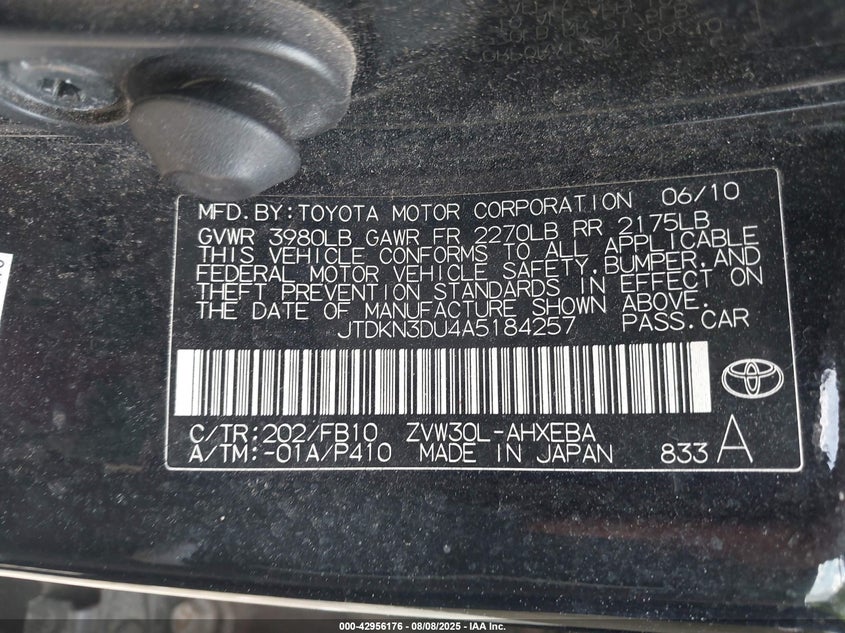 MFD.BY:TOYOTA MOTOR CORPORATION 06/10
GVWR 3980LB GAWR FR 2270LB RR 2175LB
THIS VEHICLE CONFORMS TO ALL APPLICABLE
FEDERAL MOTOR VEHICLE SAFETY,BUMPER,AND
THEFT PREVENTION STANDARDS IN EFFECT ON
THE DATE OF MANUFACTURE SHOWN ABOVE.
JTDKN3DU4A5184257 PASS.CAR
C/TR:202/FB10 ZVW30L-AHXEBA
A/TM:-01A/P410 MADE IN JAPAN 833 A
000-42956176 - 08/08/2025 - IAA Inc.